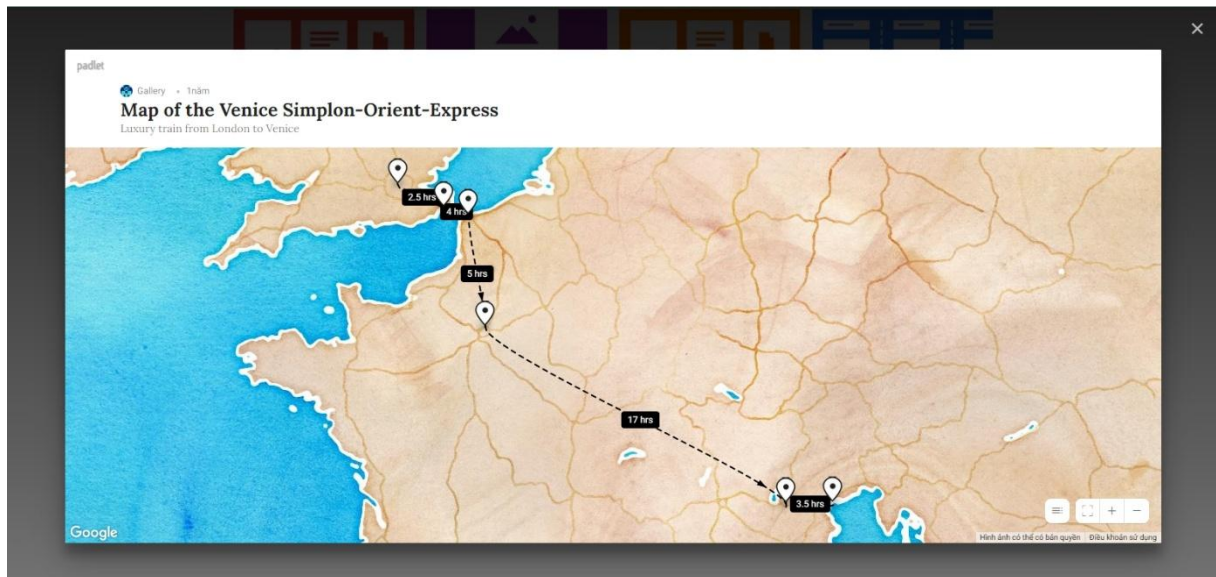 padlet
Gallery • 1năm
Map of the Venice Simplon-Orient-Express
Luxury train from London to Venice
2.5 hrs
4 hrs
5 hrs
17 hrs
3.5 hrs
Google
Hình ảnh có thể có bản quyền Điều khoản sử dụng